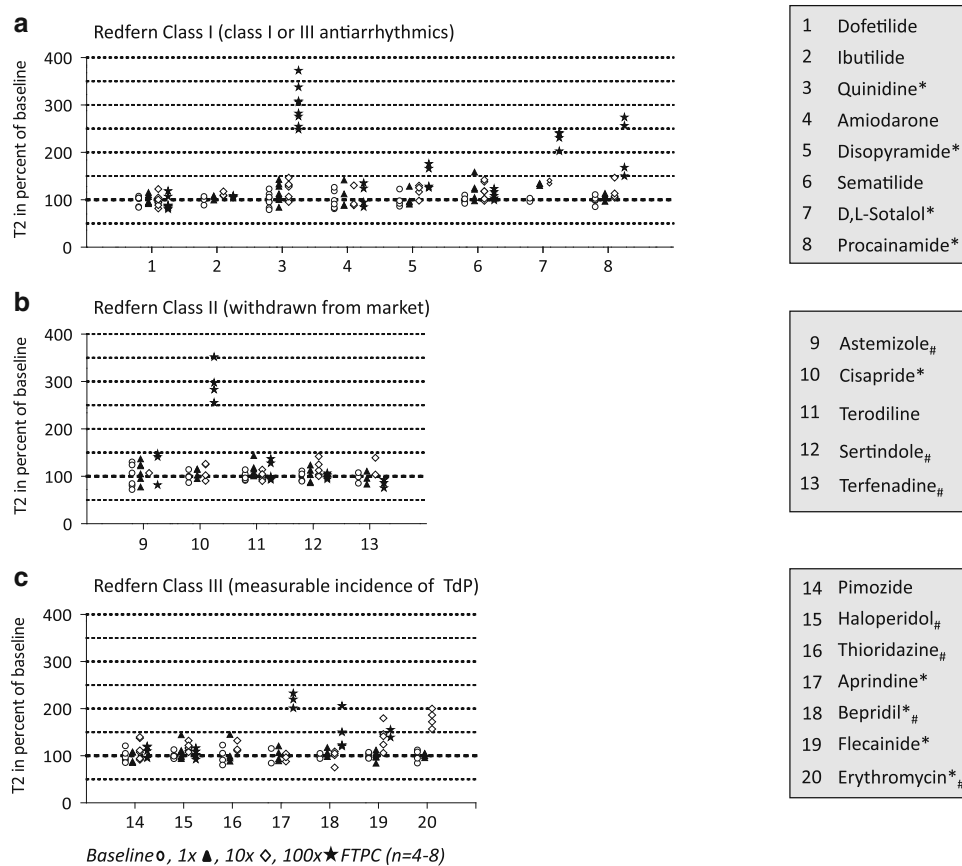 a Redfern Class I (class I or III antiarrhythmics)
T2 in percent of baseline
400
300
200
100
0
1 2 3 4 5 6 7 8
1 Dofetilide
2 Ibutilide
3 Quinidine*
4 Amiodarone
5 Disopyramide*
6 Sematilide
7 D,L-Sotalol*
8 Procainamide*
b Redfern Class II (withdrawn from market)
T2 in percent of baseline
400
300
200
100
0
9 10 11 12 13
9 Astemizole#
10 Cisapride*
11 Terodiline
12 Sertindole#
13 Terfenadine#
c Redfern Class III (measurable incidence of TdP)
T2 in percent of baseline
400
300
200
100
0
14 15 16 17 18 19 20
14 Pimozide
15 Haloperidol#
16 Thioridazine#
17 Aprindine*
18 Bepridil*#
19 Flecainide*
20 Erythromycin*#
Baseline, 1x, 10x, 100x FTPC (n=4-8)